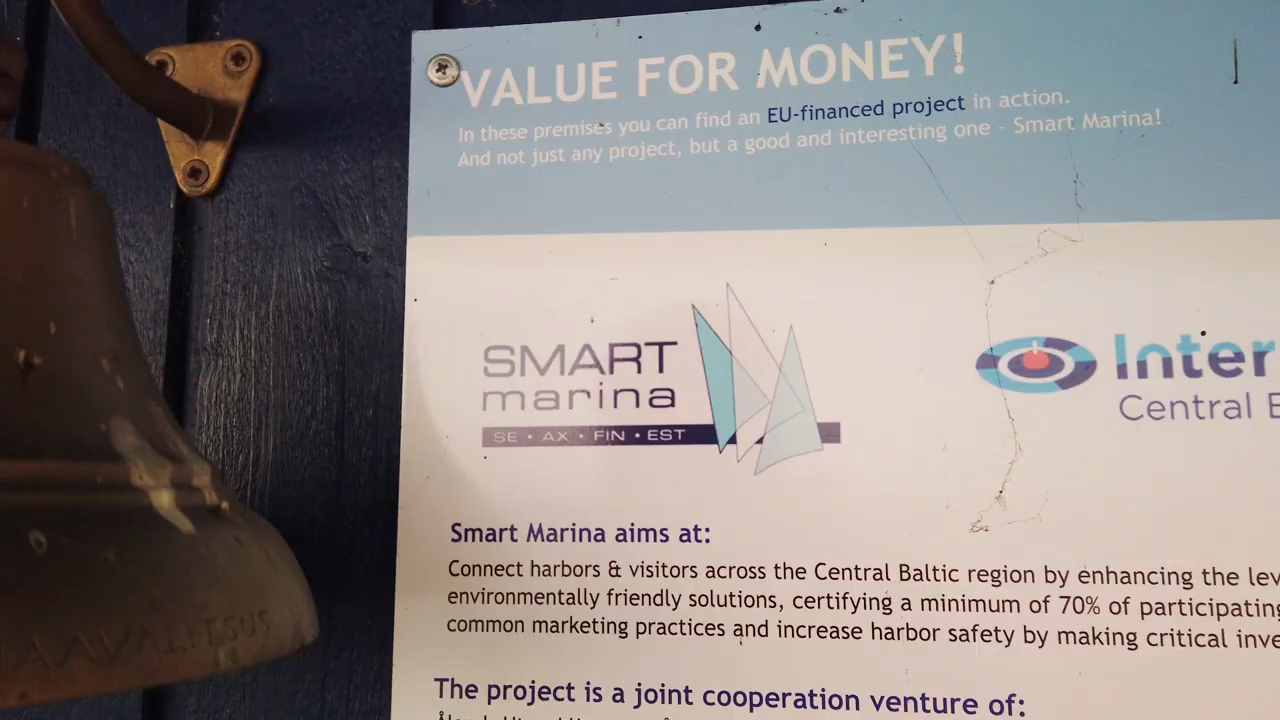 VALUE FOR MONEY!
In these premises you can find an EU-financed project in action.
And not just any project, but a good and interesting one - Smart Marina!
SMART
marina
SE • AX • FIN • EST
Inter
Central
Smart Marina aims at:
Connect harbors & visitors across the Central Baltic region by enhancing the
environmentally friendly solutions, certifying a minimum of 70% of participating
common marketing practices and increase harbor safety by making critical
The project is a joint cooperation venture of: